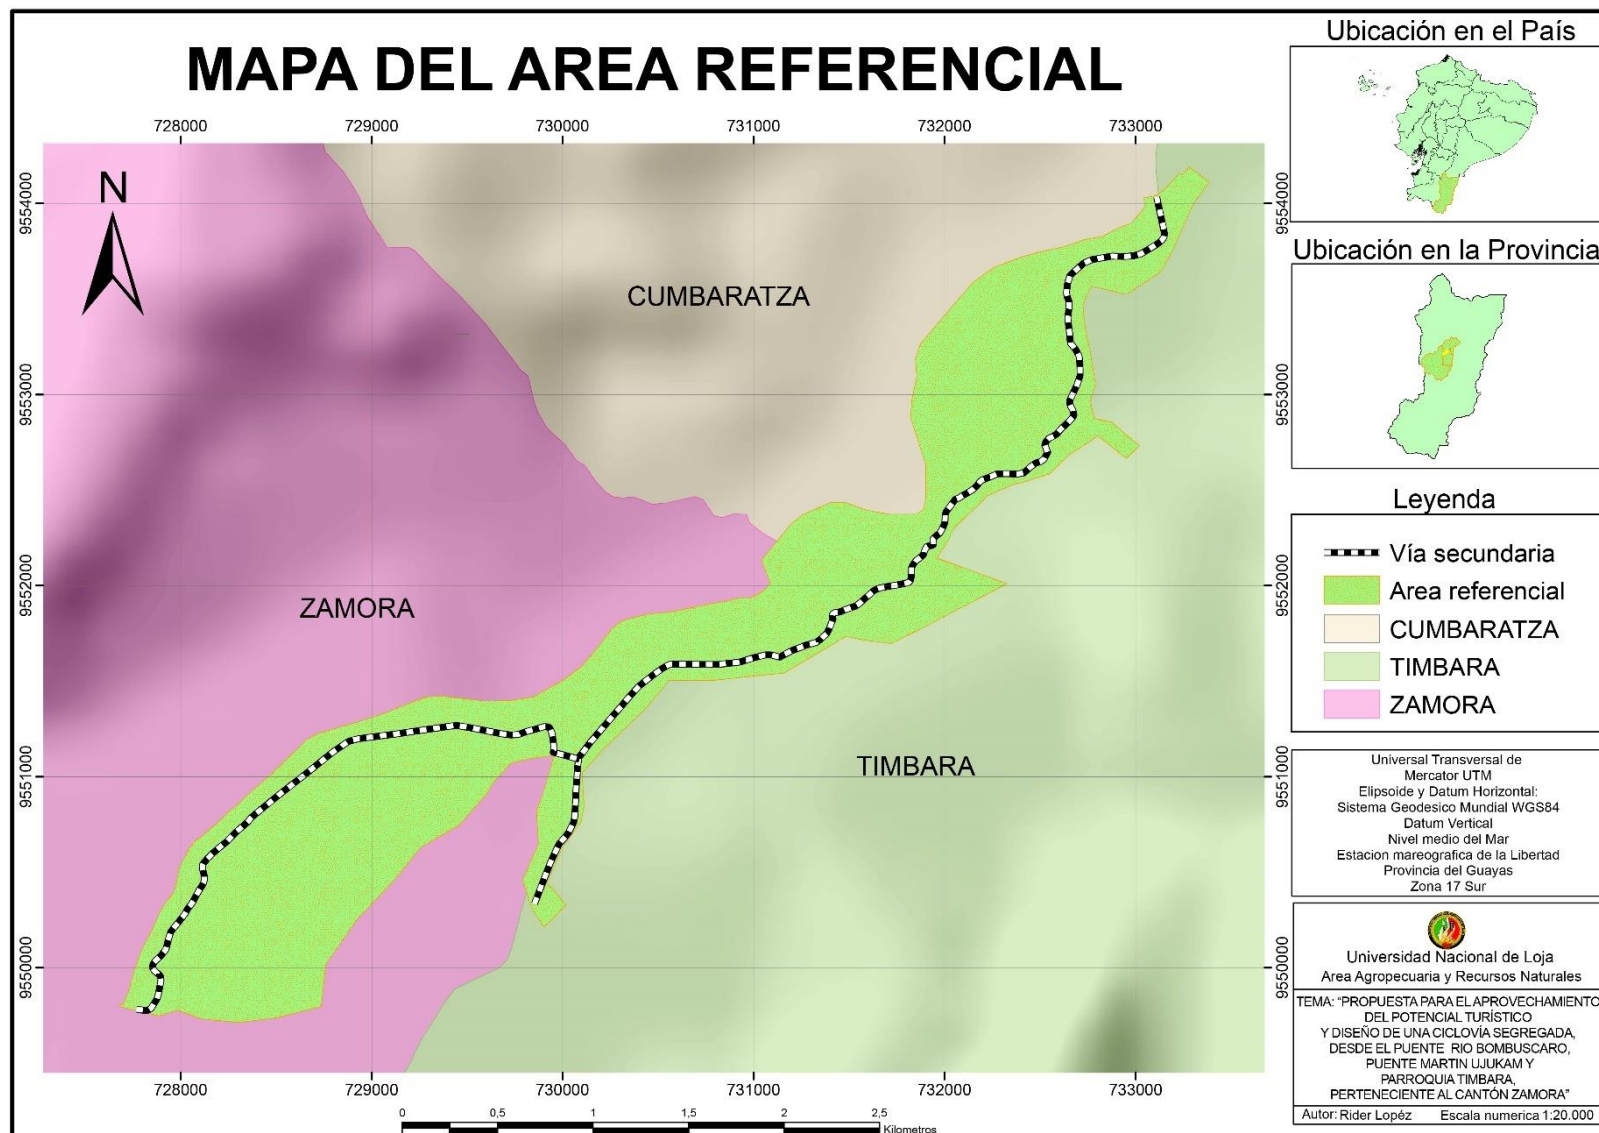 MAPA DEL AREA REFERENCIAL
728000 729000 730000 731000 732000 733000
9554000
9553000
9552000
9551000
9550000
N
CUMBARATZA
ZAMORA
TIMBARA
9554000
9553000
9552000
9551000
9550000
728000 729000 730000 731000 732000 733000
0 0,5 1 1,5 2 2,5
Kilometros
Ubicación en el País
Ubicación en la Provincia
Leyenda
Vía secundaria
Area referencial
CUMBARATZA
TIMBARA
ZAMORA
Universal Transversal de
Mercator UTM
Elipsoide y Datum Horizontal:
Sistema Geodesico Mundial WGS84
Datum Vertical
Nivel medio del Mar
Estacion mareografica de la Libertad
Provincia del Guayas
Zona 17 Sur
Universidad Nacional de Loja
Area Agropecuaria y Recursos Naturales
TEMA: "PROPUESTA PARA EL APROVECHAMIENTO
DEL POTENCIAL TURÍSTICO
Y DISEÑO DE UNA CICLOVÍA SEGREGADA,
DESDE EL PUENTE RIO BOMBUSCARO,
PUENTE MARTIN UJUKAM Y
PARROQUIA TIMBARA,
PERTENECIENTE AL CANTÓN ZAMORA"
Autor: Rider Lopéz Escala numerica 1:20.000